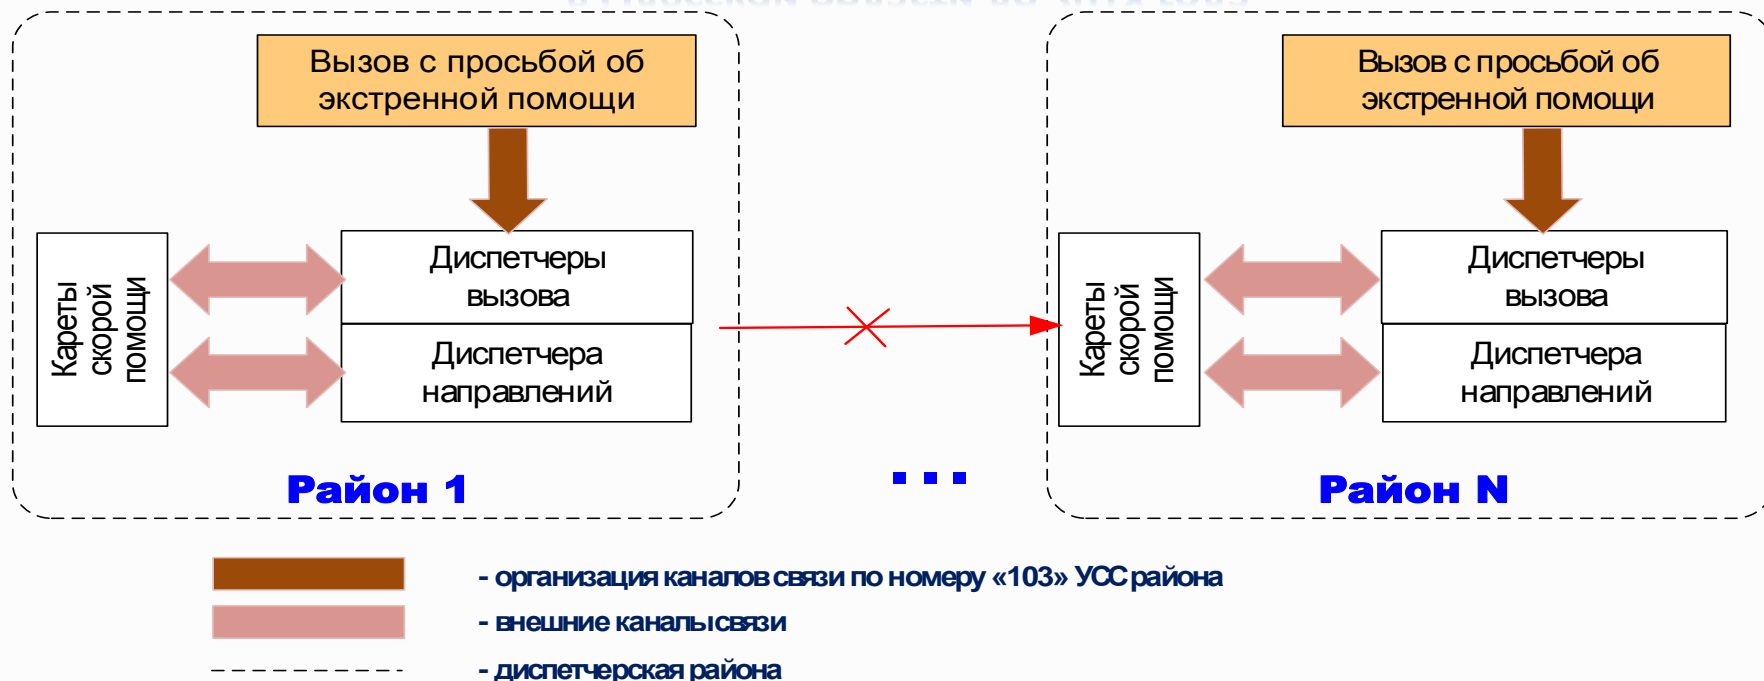 Вызов с просьбой об
экстренной помощи
Диспетчеры
вызова
Диспетчера
направлений
Кареты
скорой
помощи
Район 1
...
Вызов с просьбой об
экстренной помощи
Диспетчеры
вызова
Диспетчера
направлений
Кареты
скорой
помощи
Район N
- организация каналов связи по номеру «103» УСС района
- внешние каналы связи
- диспетчерская района